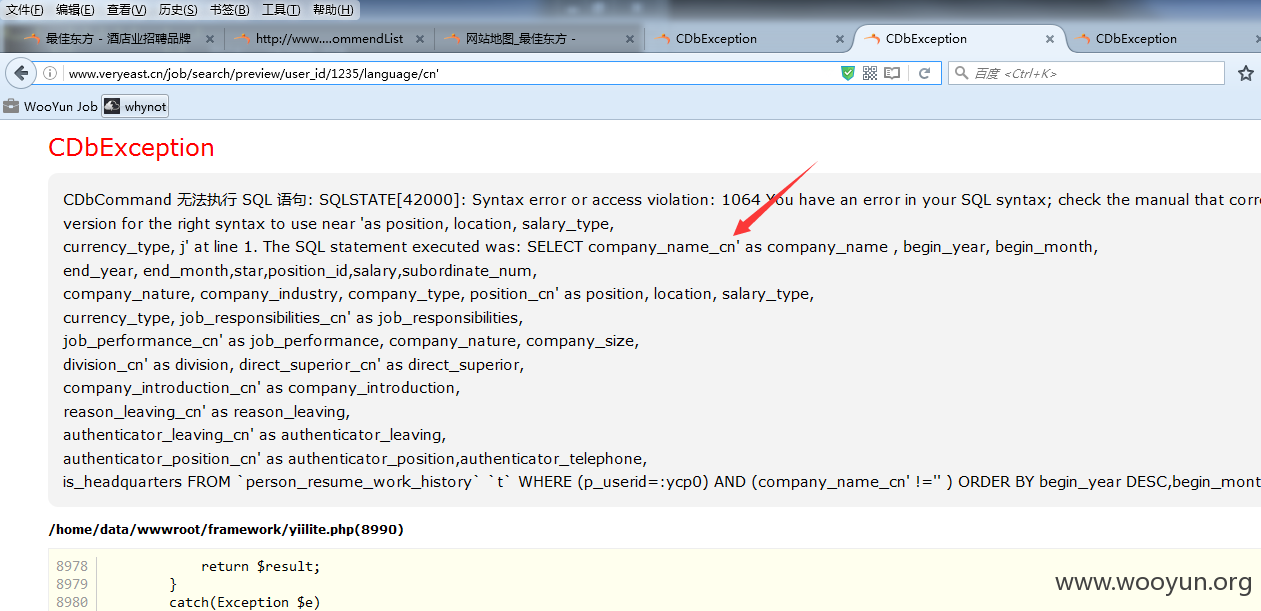 文件(F) 编辑(E) 查看(V) 历史(S) 书签(B) 工具(T) 帮助(H)
最佳东方 - 酒店业招聘品牌 × http://www....ommendList × 网站地图_最佳东方 - × CDbException × CDbException × CDbException ×
www.veryeast.cn/job/search/preview/user_id/1235/language/cn' 百度 <Ctrl+K>
WooYun Job whynot
CDbException
CDbCommand 无法执行 SQL 语句: SQLSTATE[42000]: Syntax error or access violation: 1064 You have an error in your SQL syntax; check the manual that corre
version for the right syntax to use near 'as position, location, salary_type,
currency_type, j' at line 1. The SQL statement executed was: SELECT company_name_cn' as company_name , begin_year, begin_month,
end_year, end_month,star,position_id,salary,subordinate_num,
company_nature, company_industry, company_type, position_cn' as position, location, salary_type,
currency_type, job_responsibilities_cn' as job_responsibilities,
job_performance_cn' as job_performance, company_nature, company_size,
division_cn' as division, direct_superior_cn' as direct_superior,
company_introduction_cn' as company_introduction,
reason_leaving_cn' as reason_leaving,
authenticator_leaving_cn' as authenticator_leaving,
authenticator_position_cn' as authenticator_position,authenticator_telephone,
is_headquarters FROM `person_resume_work_history` `t` WHERE (p_userid=:ycp0) AND (company_name_cn' !='' ) ORDER BY begin_year DESC,begin_mont
/home/data/wwwroot/framework/yiilite.php(8990)
8978 return $result;
8979 }
8980 catch(Exception $e)
www.wooyun.org